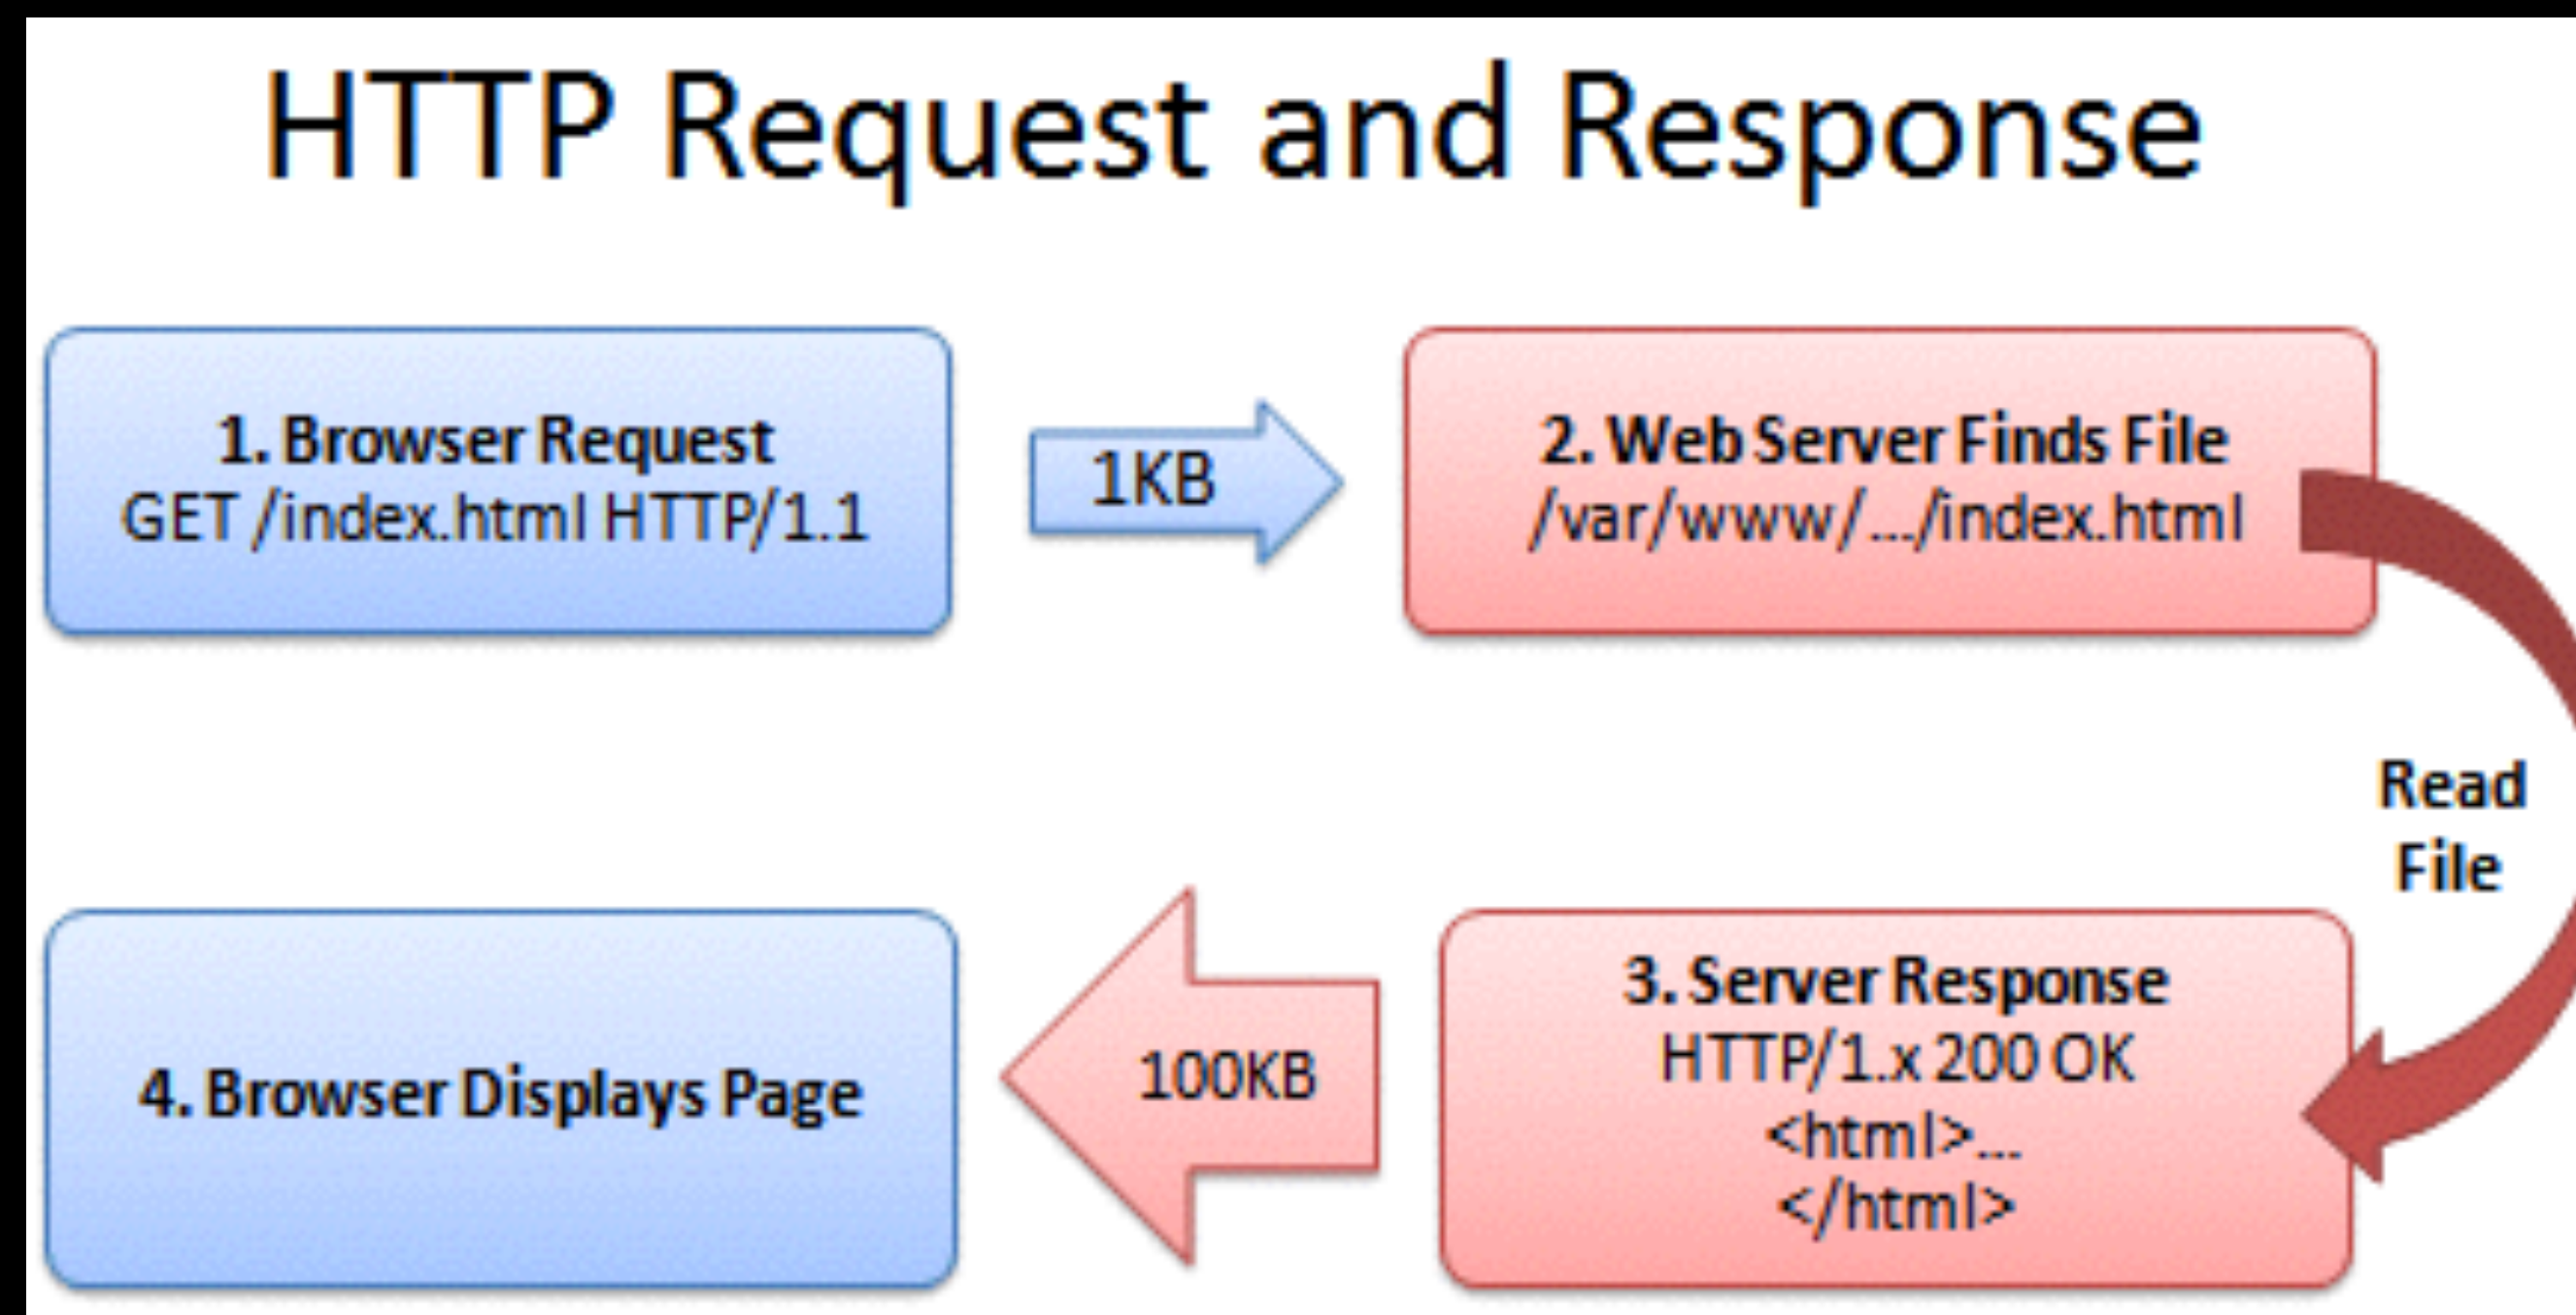 HTTP Request and Response
1. Browser Request
GET /index.html HTTP/1.1
1KB
2. Web Server Finds File
/var/www/.../index.html
Read
File
3. Server Response
HTTP/1.x 200 OK
<html>...
</html>
100KB
4. Browser Displays Page